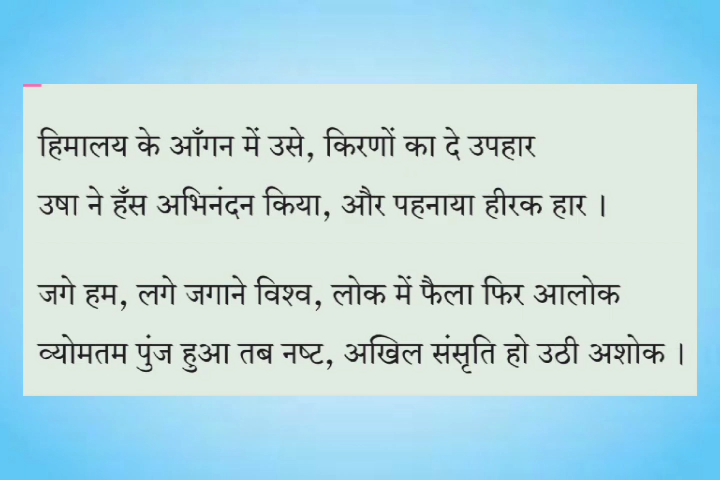 हिमालय के आँगन में उसे, किरणों का दे उपहार
उषा ने हँस अभिनंदन किया, और पहनाया हीरक हार ।
जगे हम, लगे जगाने विश्व, लोक में फैला फिर आलोक
व्योमतम पुंज हुआ तब नष्ट, अखिल संसृति हो उठी अशोक ।